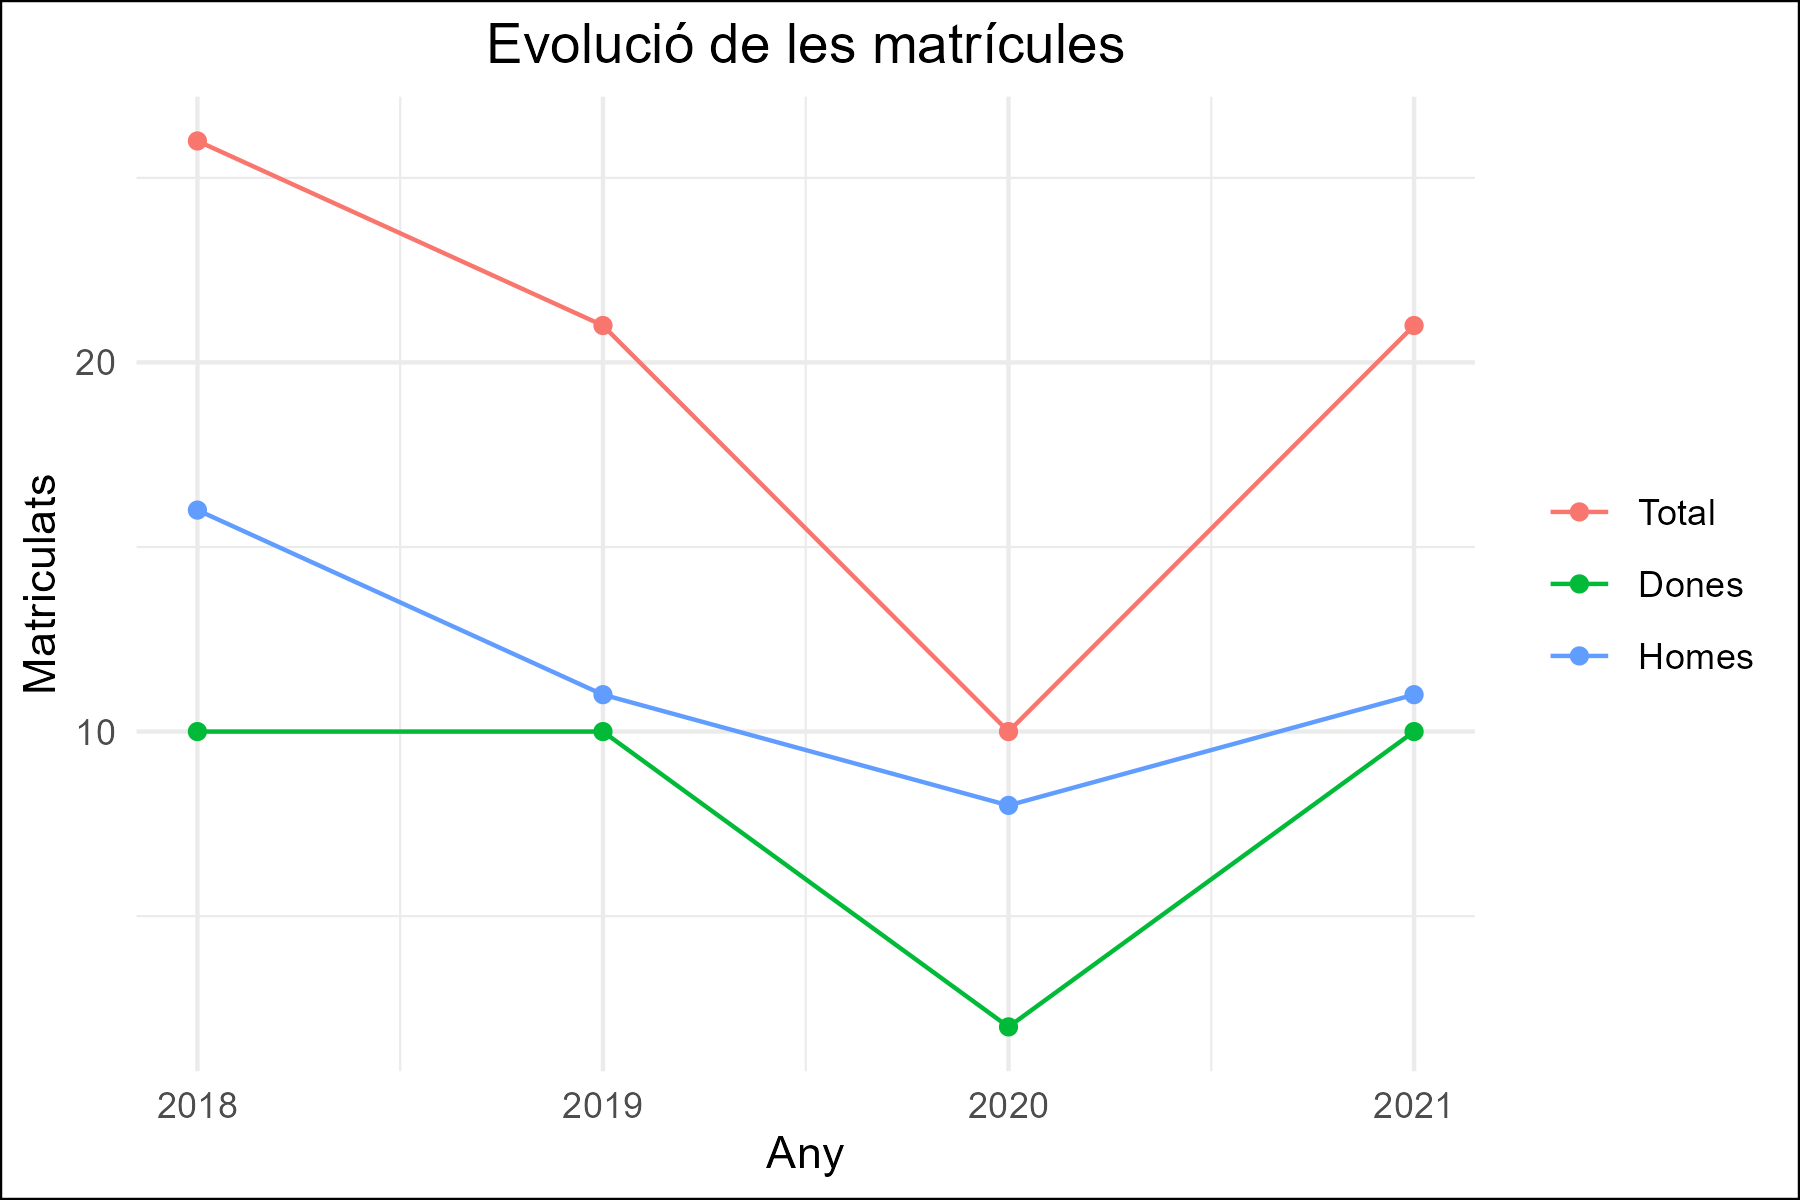 Evolució de les matrícules
Matriculats
20
10
2018
2019
2020
2021
Any
Total
Dones
Homes